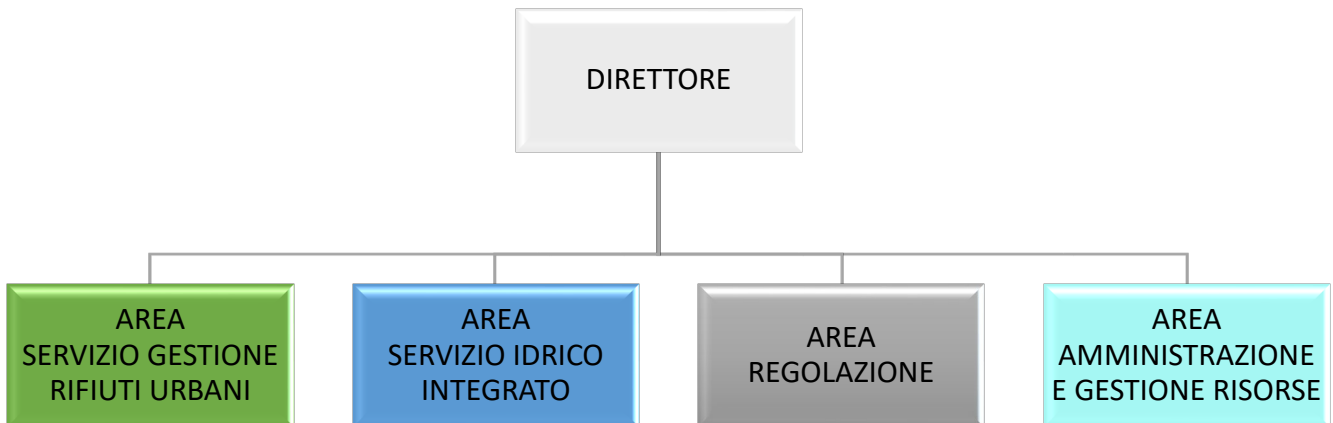 DIRETTORE
AREA
SERVIZIO GESTIONE
RIFIUTI URBANI
AREA
SERVIZIO IDRICO
INTEGRATO
AREA
REGOLAZIONE
AREA
AMMINISTRAZIONE
E GESTIONE RISORSE